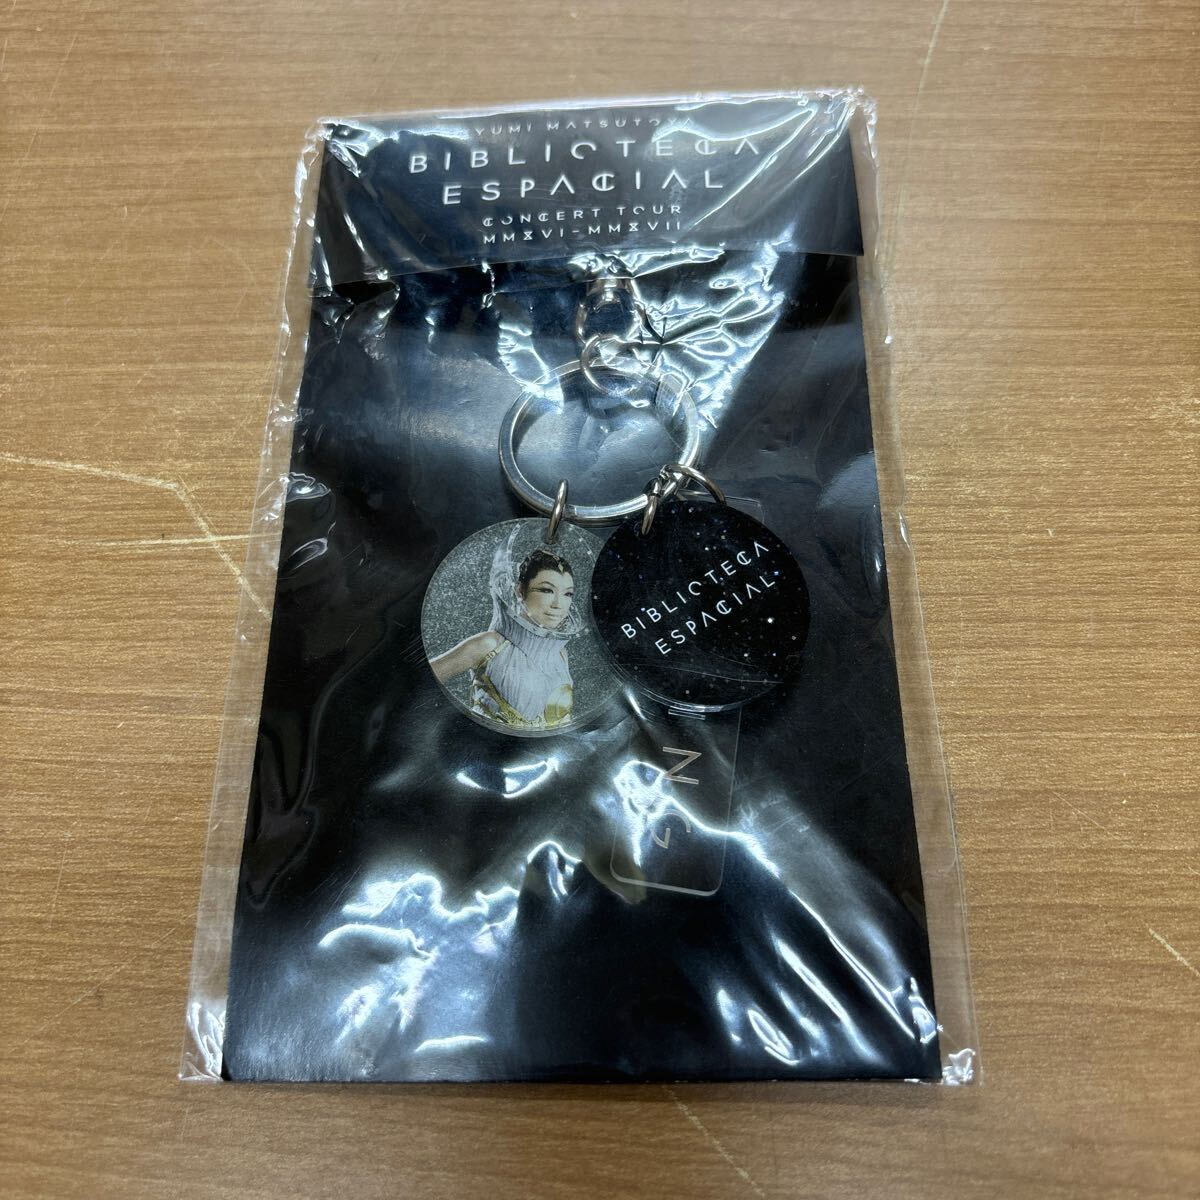 YUMI MATSUTOYA
BIBLIOTECA
ESPACIAL
CONCERT TOUR
MMXVI-MMXVII
BIBLIOTECA
ESPACIAL